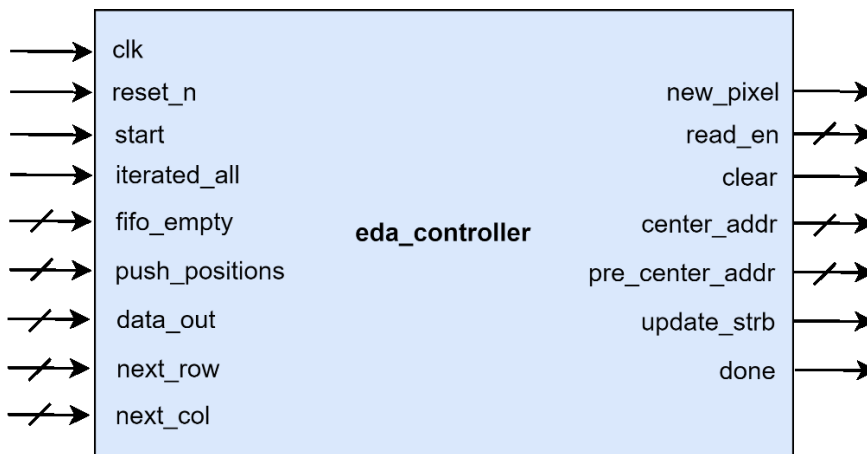 clk
reset_n
start
iterated_all
fifo_empty
push_positions
data_out
next_row
next_col
eda_controller
new_pixel
read_en
clear
center_addr
pre_center_addr
update_strb
done